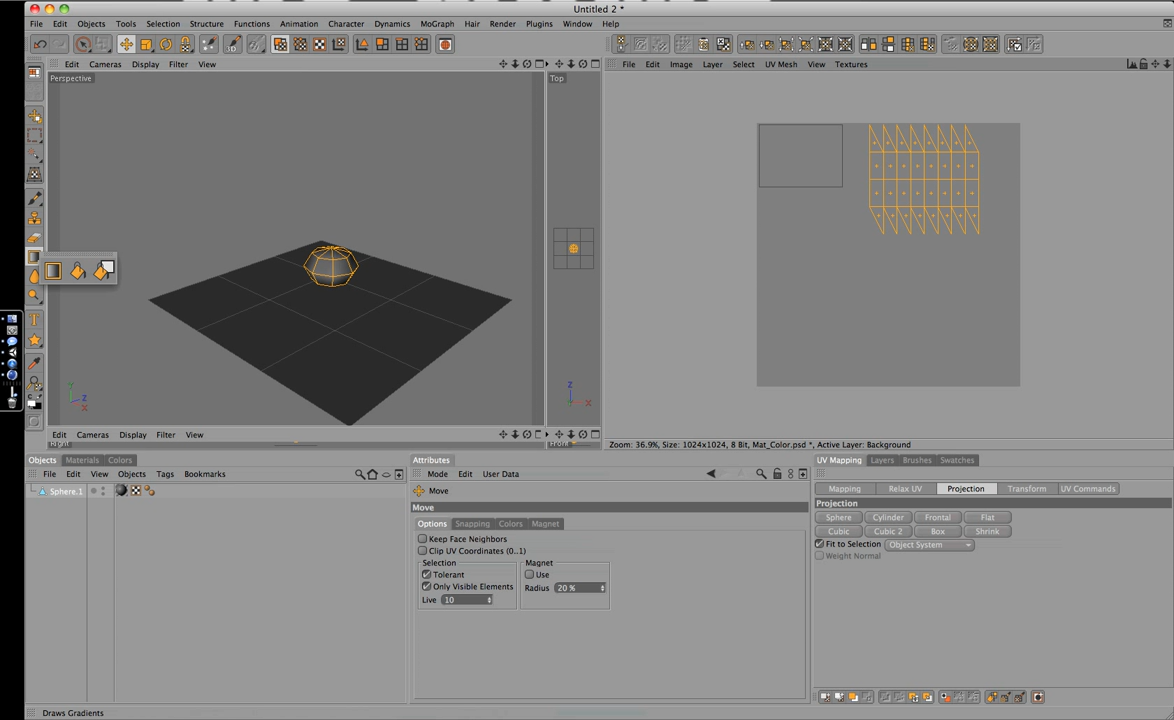 Untitled 2 *
File Edit Objects Tools Selection Structure Functions Animation Character Dynamics MoGraph Hair Render Plugins Window Help
Edit Cameras Display Filter View
File Edit Image Layer Select UV Mesh View Textures
Perspective
Top
Y
Z
X
Z
X
Edit Cameras Display Filter View
Right
Front
Zoom: 36.9%, Size: 1024x1024, 8 Bit, Mat_Color.psd *, Active Layer: Background
Objects Materials Colors
Attributes
UV Mapping Layers Brushes Swatches
File Edit View Objects Tags Bookmarks
Mode Edit User Data
Sphere.1
Move
Move
Options Snapping Colors Magnet
Keep Face Neighbors
Clip UV Coordinates (0..1)
Selection
Tolerant
Only Visible Elements
Live 10
Magnet
Use
Radius 20 %
Mapping Relax UV Projection Transform UV Commands
Projection
Sphere Cylinder Frontal Flat
Cubic Cubic 2 Box Shrink
Fit to Selection Object System
Weight Normal
Draws Gradients